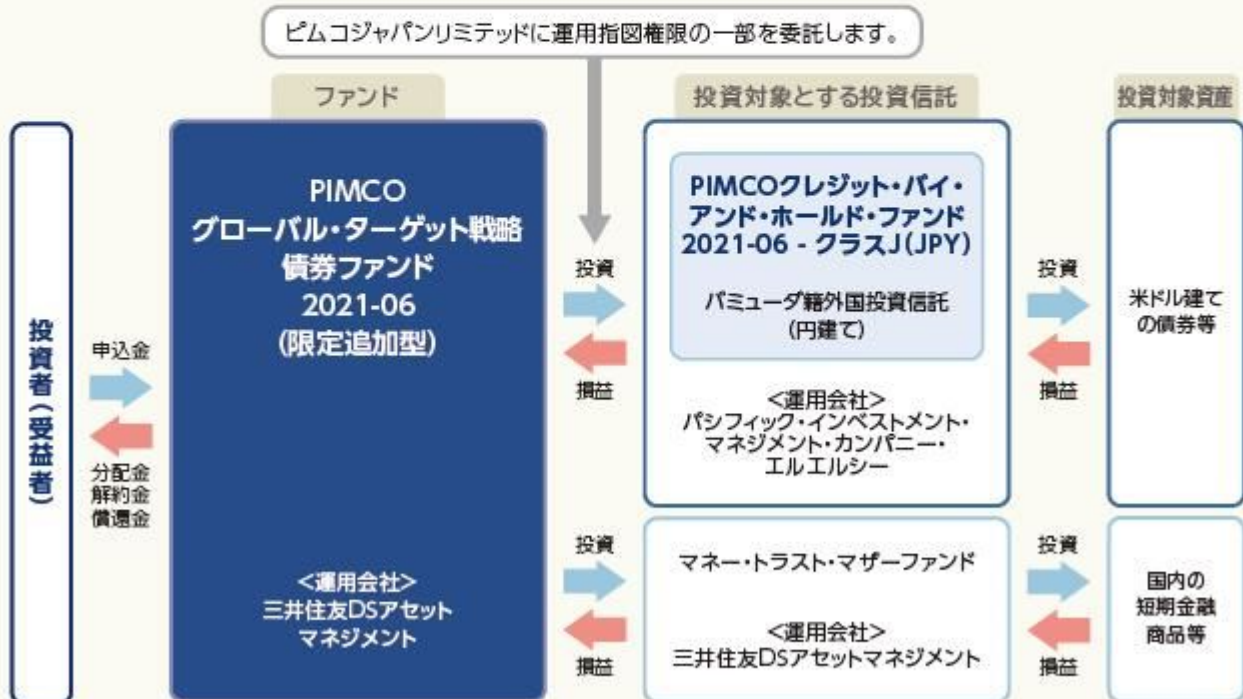 ピムコジャパンリミテッドに運用指図権限の一部を委託します。
ファンド
投資対象とする投資信託
投資対象資産
投資者(受益者)
申込金
分配金
解約金
償還金
PIMCO
グローバル・ターゲット戦略
債券ファンド
2021-06
(限定追加型)
<運用会社>
三井住友DSアセット
マネジメント
投資
損益
PIMCOクレジット・バイ・
アンド・ホールド・ファンド
2021-06 - クラスJ(JPY)
バミューダ籍外国投資信託
(円建て)
<運用会社>
パシフィック・インベストメント・
マネジメント・カンパニー・
エルエルシー
投資
損益
米ドル建て
の債券等
投資
損益
マネー・トラスト・マザーファンド
<運用会社>
三井住友DSアセットマネジメント
投資
損益
国内の
短期金融
商品等